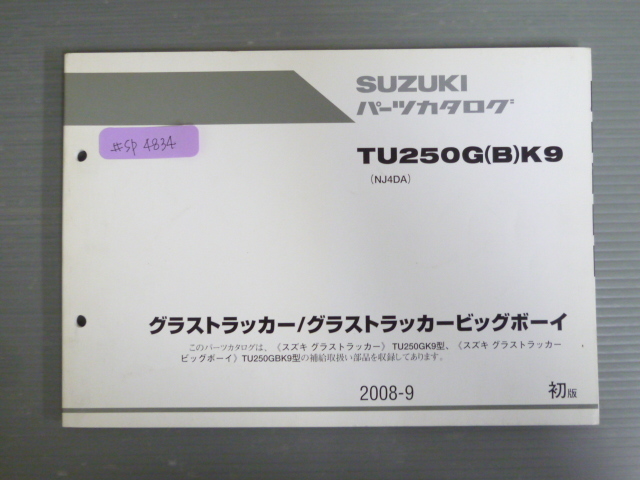 SUZUKI
パーツカタログ
#SP 4834
TU250G(B)K9
(NJ4DA)
グラストラッカー/グラストラッカービッグボーイ
このパーツカタログは、《スズキ グラストラッカー》 TU250GK9型、《スズキ グラストラッカー
ビッグボーイ》TU250GBK9型の補給取扱い部品を収録してあります。
2008-9
初版